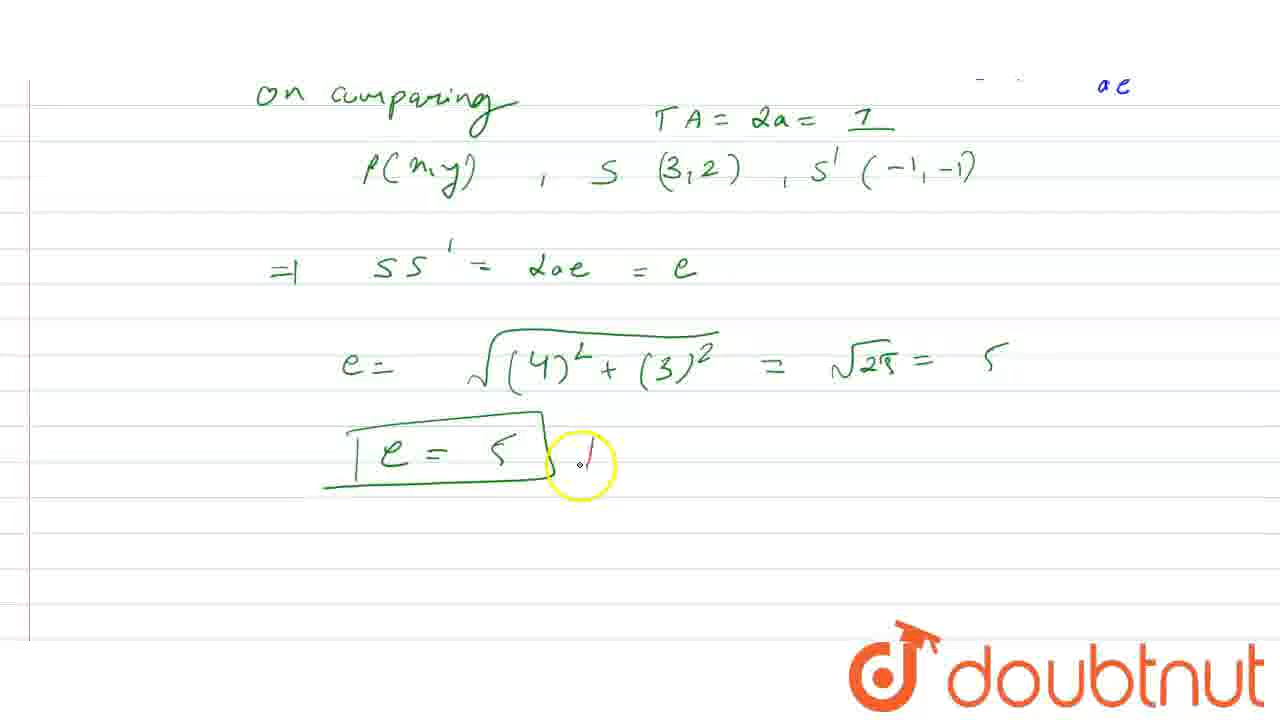 ae
on comparing
TA = 2a = 1
P(x,y) , S (3,2) , S' (-1,-1)
⇒ SS' = 2ae = e
e = √(4)² + (3)² = √25 = 5
e = 5
doubtnut